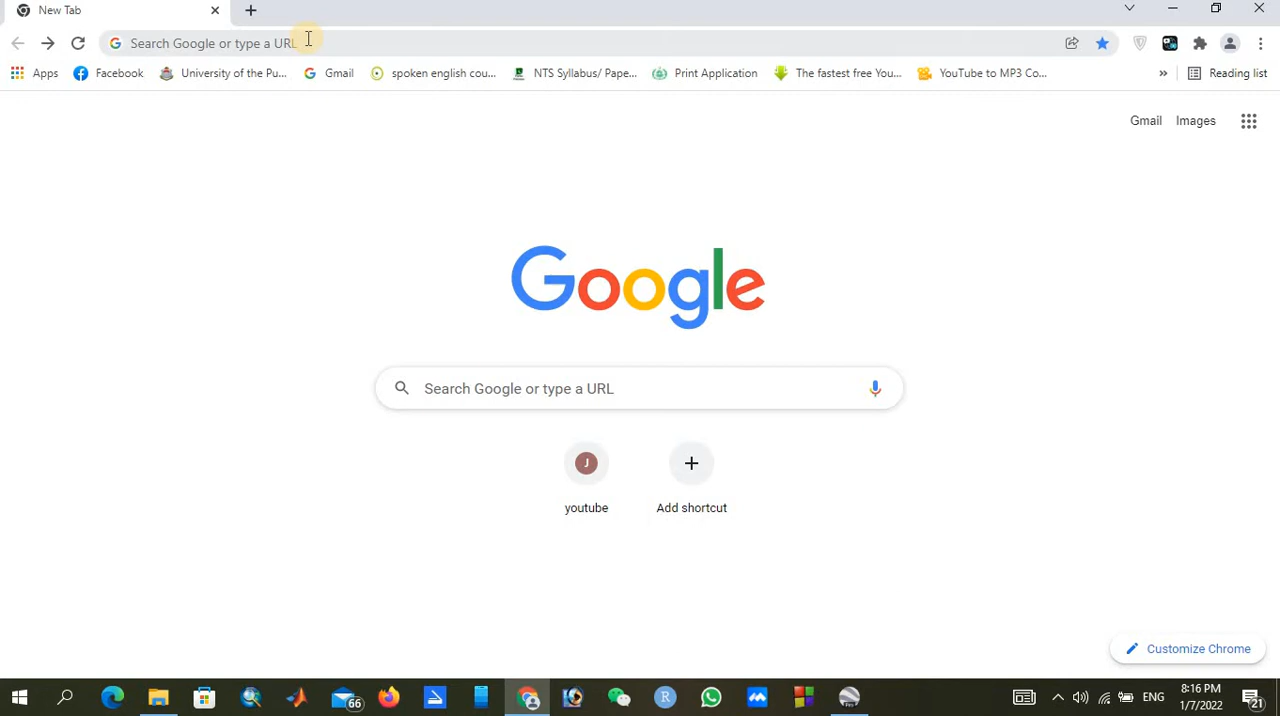 New Tab
Search Google or type a URL
Apps Facebook University of the Pu... Gmail spoken english cou... NTS Syllabus/ Pape... Print Application The fastest free You... YouTube to MP3 Co... » Reading list
Gmail Images
Google
Search Google or type a URL
J
youtube Add shortcut
Customize Chrome
66 R ENG 8:16 PM
1/7/2022 21